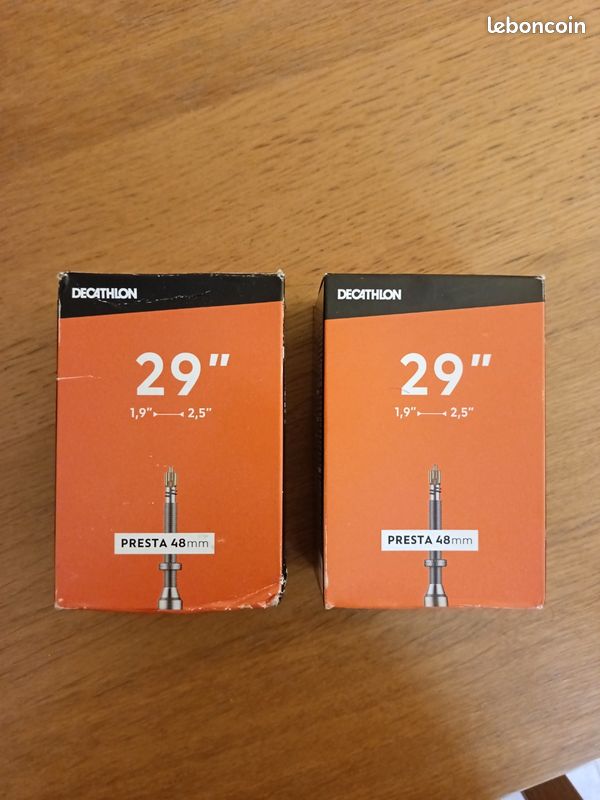 leboncoin
DECATHLON
29"
1,9" 2,5"
PRESTA 48mm
DECATHLON
29"
1,9" 2,5"
PRESTA 48mm